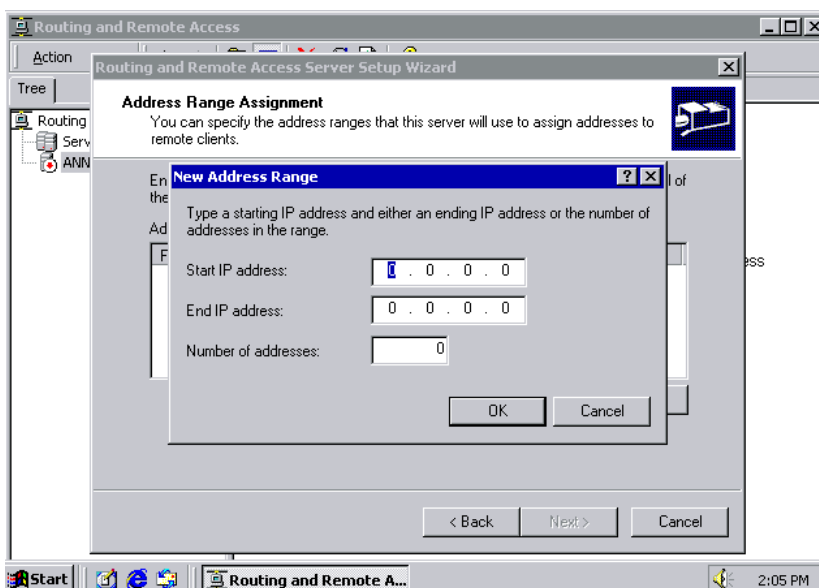 Routing and Remote Access
Action
Routing and Remote Access Server Setup Wizard
Tree
Address Range Assignment
You can specify the address ranges that this server will use to assign addresses to
remote clients.
Routing
Serv
ANN
New Address Range
En
l of
the
Type a starting IP address and either an ending IP address or the number of
addresses in the range.
Ad
F
ess
Start IP address:
0 . 0 . 0 . 0
End IP address:
0 . 0 . 0 . 0
Number of addresses:
0
OK
Cancel
< Back
Next >
Cancel
Start
Routing and Remote A...
2:05 PM